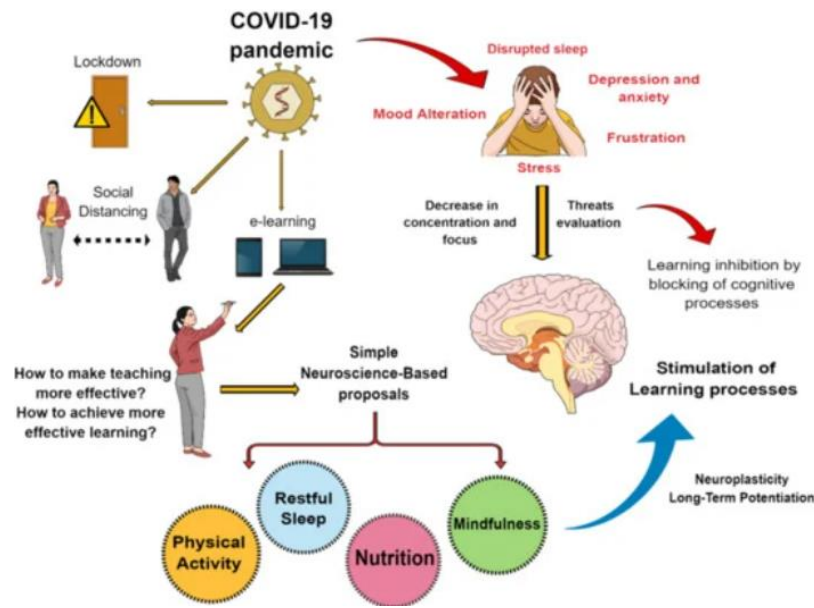 COVID-19
pandemic
Lockdown
Social
Distancing
e-learning
Disrupted sleep
Depression and
anxiety
Mood Alteration
Frustration
Stress
Decrease in
concentration and
focus
Threats
evaluation
Learning inhibition by
blocking of cognitive
processes
How to make teaching
more effective?
How to achieve more
effective learning?
Simple
Neuroscience-Based
proposals
Stimulation of
Learning processes
Neuroplasticity
Long-Term Potentiation
Physical
Activity
Restful
Sleep
Nutrition
Mindfulness